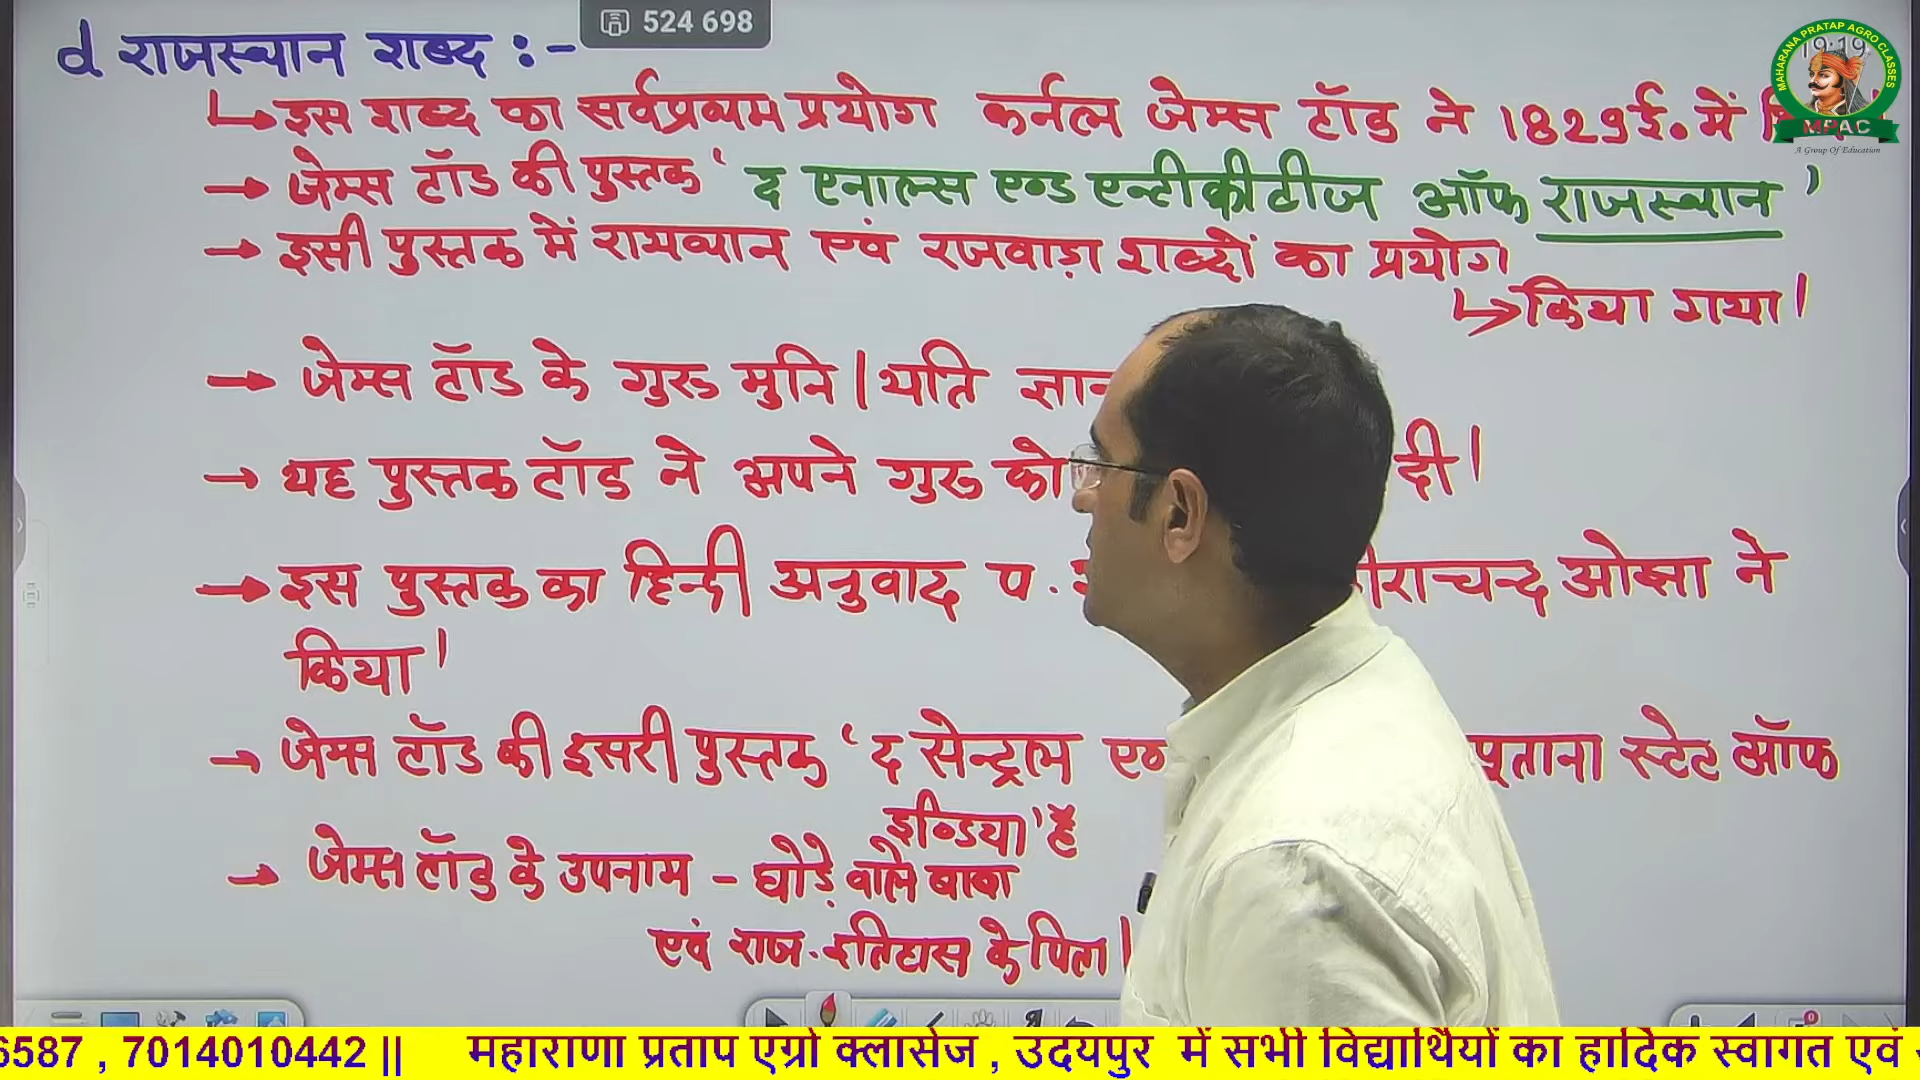 524 698
d राजस्थान शब्द :-
इस शब्द का सर्वप्रथम प्रयोग कर्नल जेम्स टॉड ने 1829 ई. में
→ जेम्स टॉड की पुस्तक ' द एनाल्स एण्ड एन्टीक्वीटीज ऑफ राजस्थान '
→ इसी पुस्तक में रायथान एवं रजवाड़ा शब्दों का प्रयोग
किया गया।
→ जेम्स टॉड के गुरु मुनि | यति
→ यह पुस्तक टॉड ने अपने गुरु को दी।
→ इस पुस्तक का हिन्दी अनुवाद प. ओझा ने
किया।
→ जेम्स टॉड की दुसरी पुस्तक ' द सेन्ट्रल स्टेट ऑफ
इण्डिया ' है
→ जेम्स टॉड के उपनाम - घोड़े वाले बाबा
एवं राज. इतिहास के पिता।
MAHARANA PRATAP AGRO CLASSES
19:19
MPAC
A Group Of Education
6587 , 7014010442 || महाराणा प्रताप एग्रो क्लासेज , उदयपुर में सभी विद्यार्थियों का हार्दिक स्वागत एवं